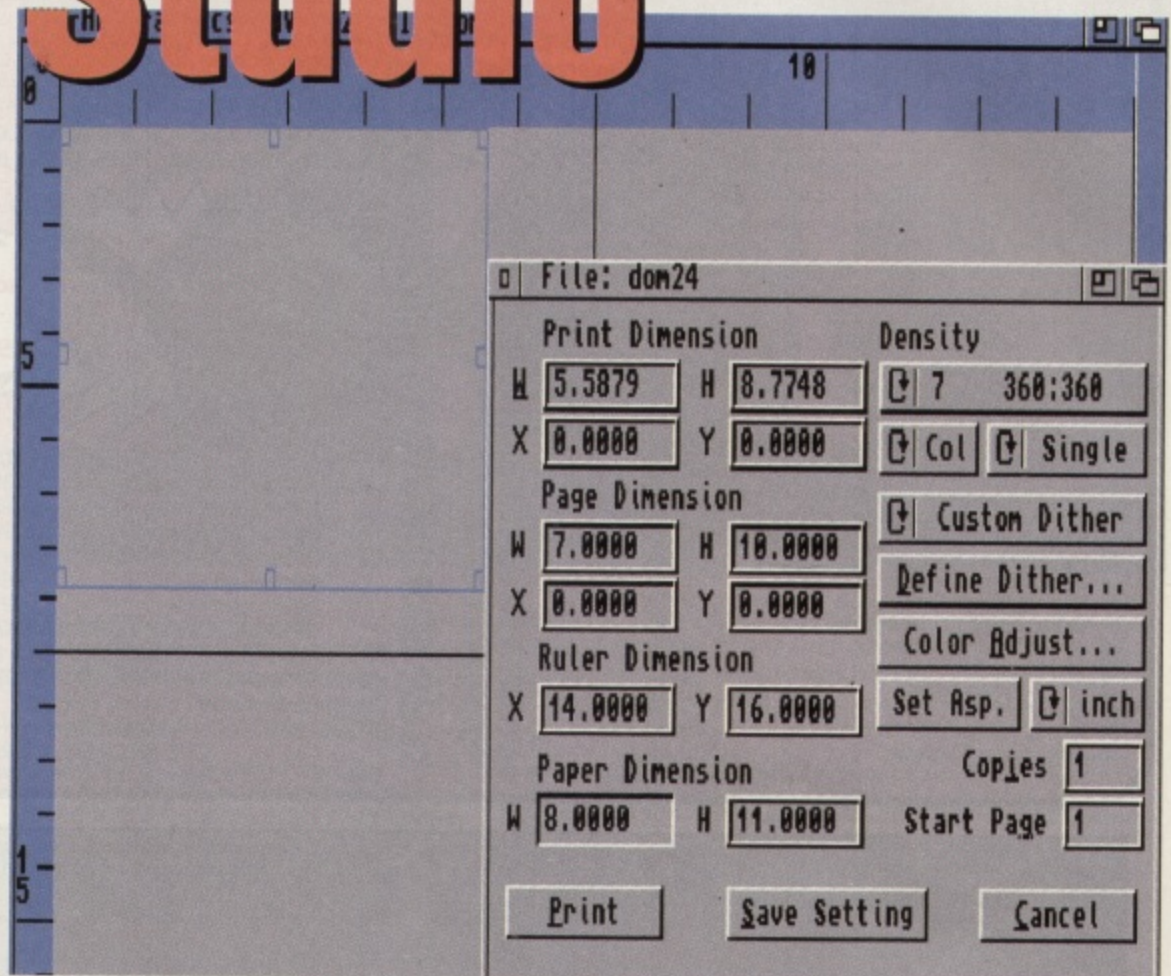 Studio
0 10
0
5
1
5
File: dom24
Print Dimension Density
W 5.5879 H 8.7748 7 360:360
X 0.0000 Y 0.0000 Col Single
Page Dimension
W 7.0000 H 10.0000 Custom Dither
X 0.0000 Y 0.0000 Define Dither...
Ruler Dimension Color Adjust...
X 14.0000 Y 16.0000 Set Asp. inch
Paper Dimension Copies 1
W 8.0000 H 11.0000 Start Page 1
Print Save Setting Cancel